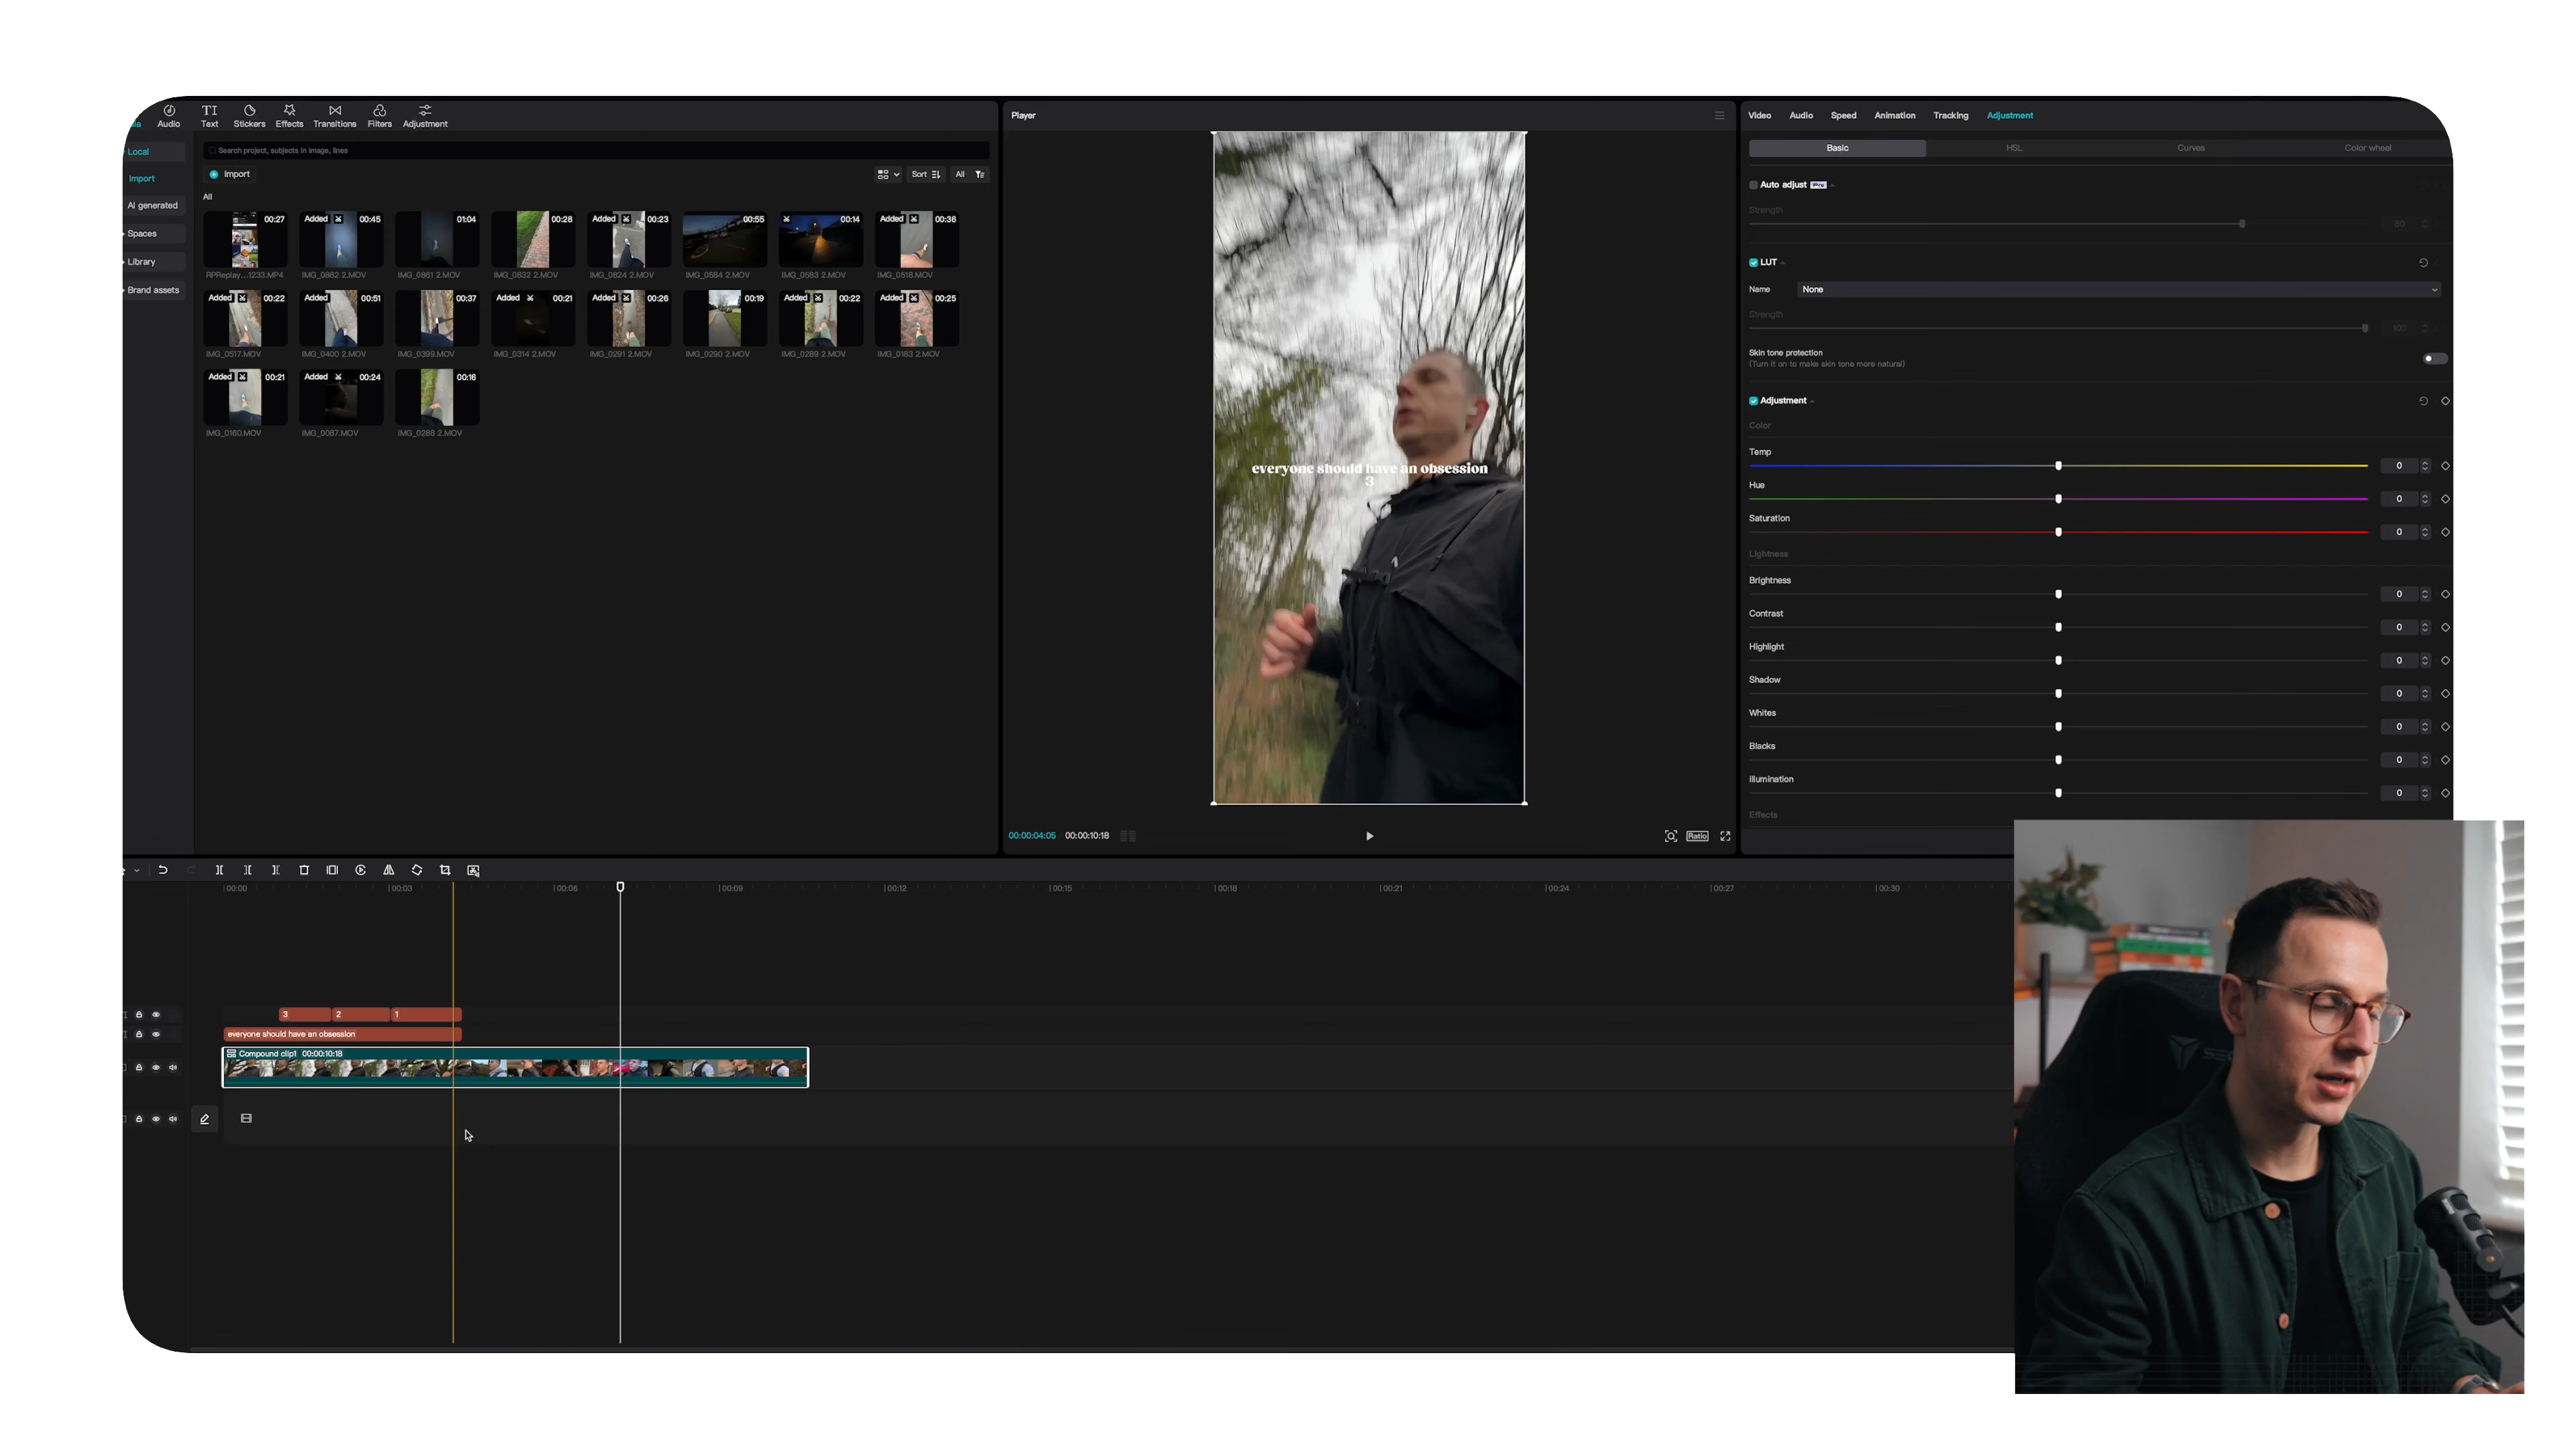 Audio
Text
Stickers
Effects
Transitions
Filters
Adjustment
Local
Import
AI generated
Spaces
Library
Brand assets
Search project, subjects in image, lines
Import
Sort
All
All
00:27
Added 00:45
01:04
00:28
Added 00:23
00:55
00:14
Added 00:36
RPReplay...1233.MP4
IMG_0862 2.MOV
IMG_0861 2.MOV
IMG_0632 2.MOV
IMG_0624 2.MOV
IMG_0584 2.MOV
IMG_0583 2.MOV
IMG_0518.MOV
Added 00:22
Added 00:51
00:37
Added 00:21
Added 00:26
00:19
Added 00:22
Added 00:25
IMG_0517.MOV
IMG_0400 2.MOV
IMG_0399.MOV
IMG_0314 2.MOV
IMG_0291 2.MOV
IMG_0290 2.MOV
IMG_0289 2.MOV
IMG_0183 2.MOV
Added 00:21
Added 00:24
00:16
IMG_0160.MOV
IMG_0087.MOV
IMG_0288 2.MOV
Player
everyone should have an obsession
3
00:00:04:05 00:00:10:18
Ratio
Video
Audio
Speed
Animation
Tracking
Adjustment
Basic
HSL
Curves
Color wheel
Auto adjust Pro
Strength
80
LUT
Name
None
Strength
100
Skin tone protection
(Turn it on to make skin tone more natural)
Adjustment
Color
Temp
0
Hue
0
Saturation
0
Lightness
Brightness
0
Contrast
0
Highlight
0
Shadow
0
Whites
0
Blacks
0
Illumination
0
Effects
00:00
00:03
00:06
00:09
00:12
00:15
00:18
00:21
00:24
00:27
00:30
3
2
1
everyone should have an obsession
Compound clip1 00:00:10:18